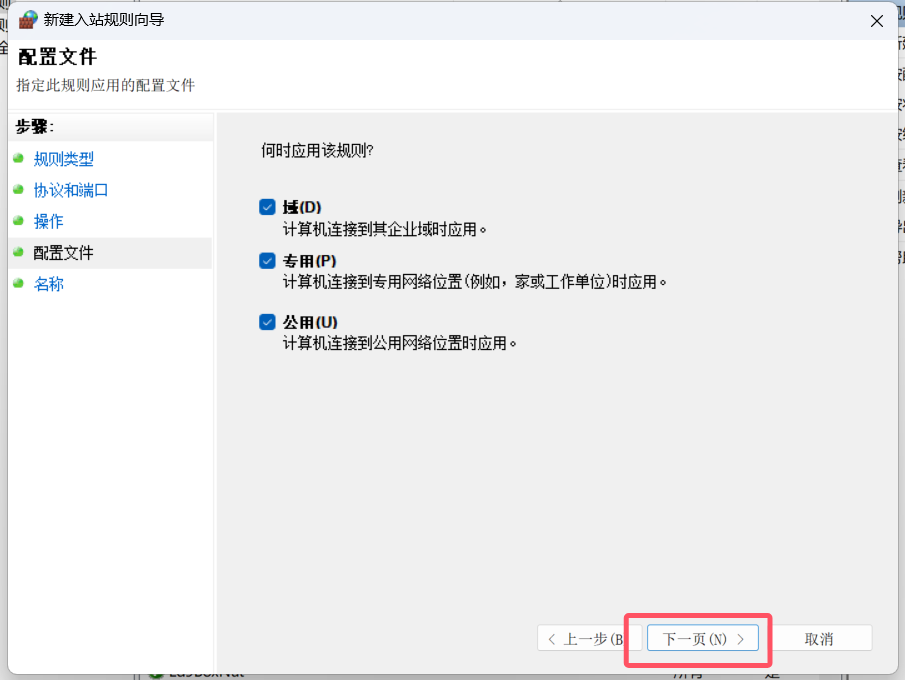 新建入站规则向导
配置文件
指定此规则应用的配置文件
步骤:
规则类型
协议和端口
操作
配置文件
名称
何时应用该规则?
域(D)
计算机连接到其企业域时应用。
专用(P)
计算机连接到专用网络位置(例如，家或工作单位)时应用。
公用(U)
计算机连接到公用网络位置时应用。
< 上一步(B
下一页(N) >
取消